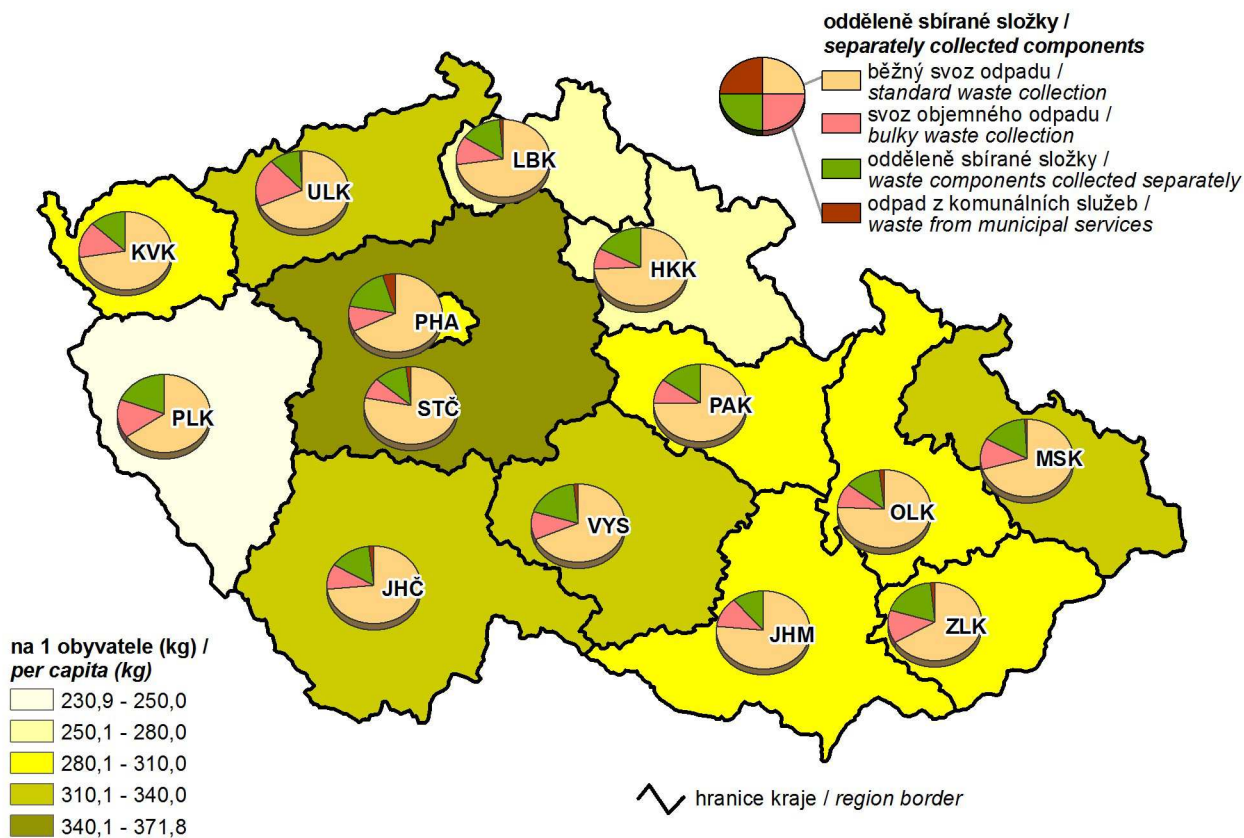 odděleně sbírané složky /
separately collected components
běžný svoz odpadu /
standard waste collection
svoz objemného odpadu /
bulky waste collection
odděleně sbírané složky /
waste components collected separately
odpad z komunálních služeb /
waste from municipal services
LBK
ULK
KVK
HKK
PHA
STČ
PAK
PLK
MSK
OLK
VYS
JHČ
JHM
ZLK
na 1 obyvatele (kg) /
per capita (kg)
230,9 - 250,0
250,1 - 280,0
280,1 - 310,0
310,1 - 340,0
340,1 - 371,8
hranice kraje / region border